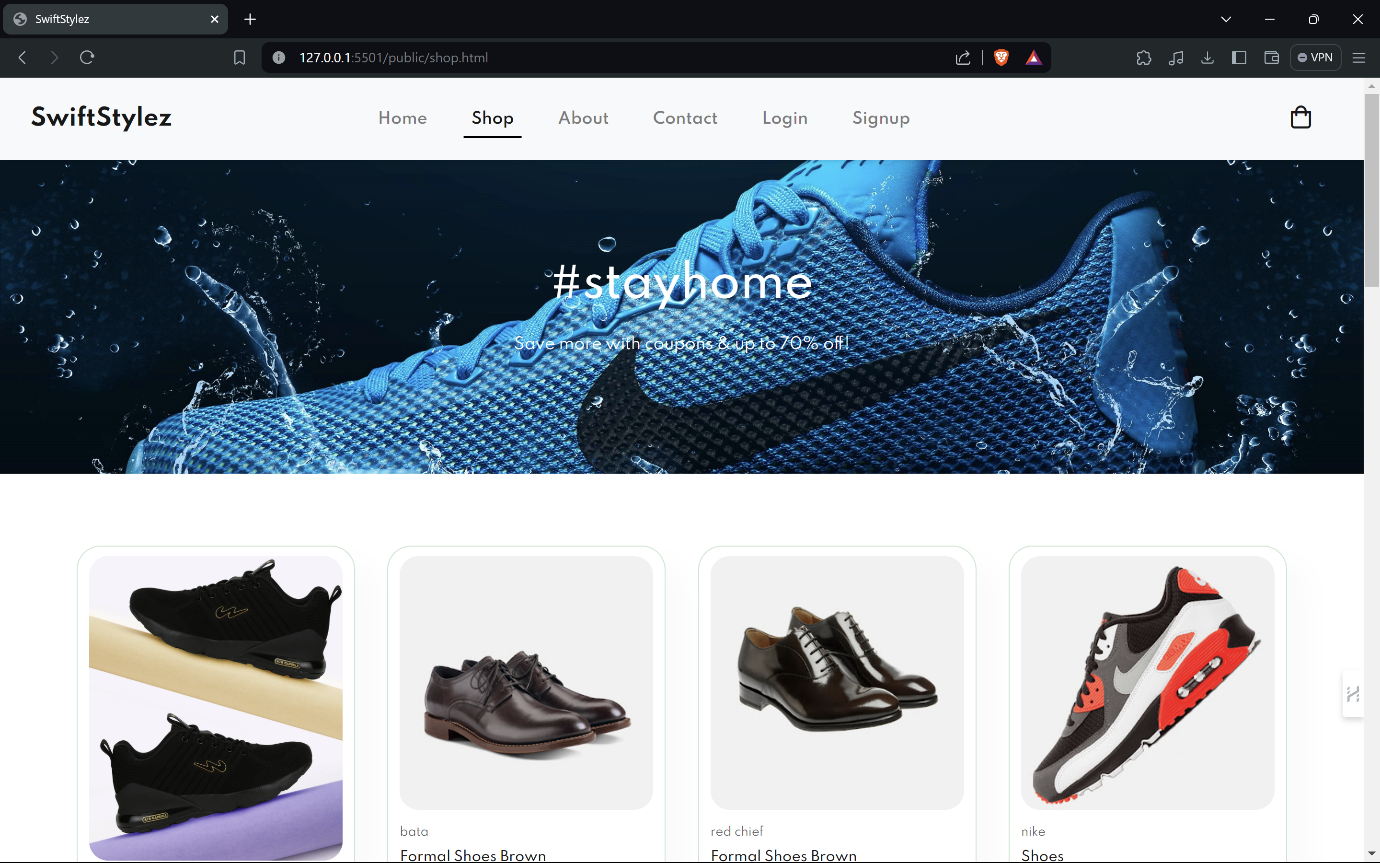 SwiftStylez
127.0.0.1:5501/public/shop.html
VPN
SwiftStylez
Home Shop About Contact Login Signup
#stayhome
Save more with coupons & up to 70% off!
bata
Formal Shoes Brown
red chief
Formal Shoes Brown
nike
Shoes